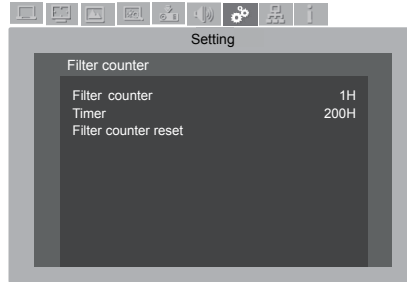 Setting
Filter counter
Filter counter 1H
Timer 200H
Filter counter reset